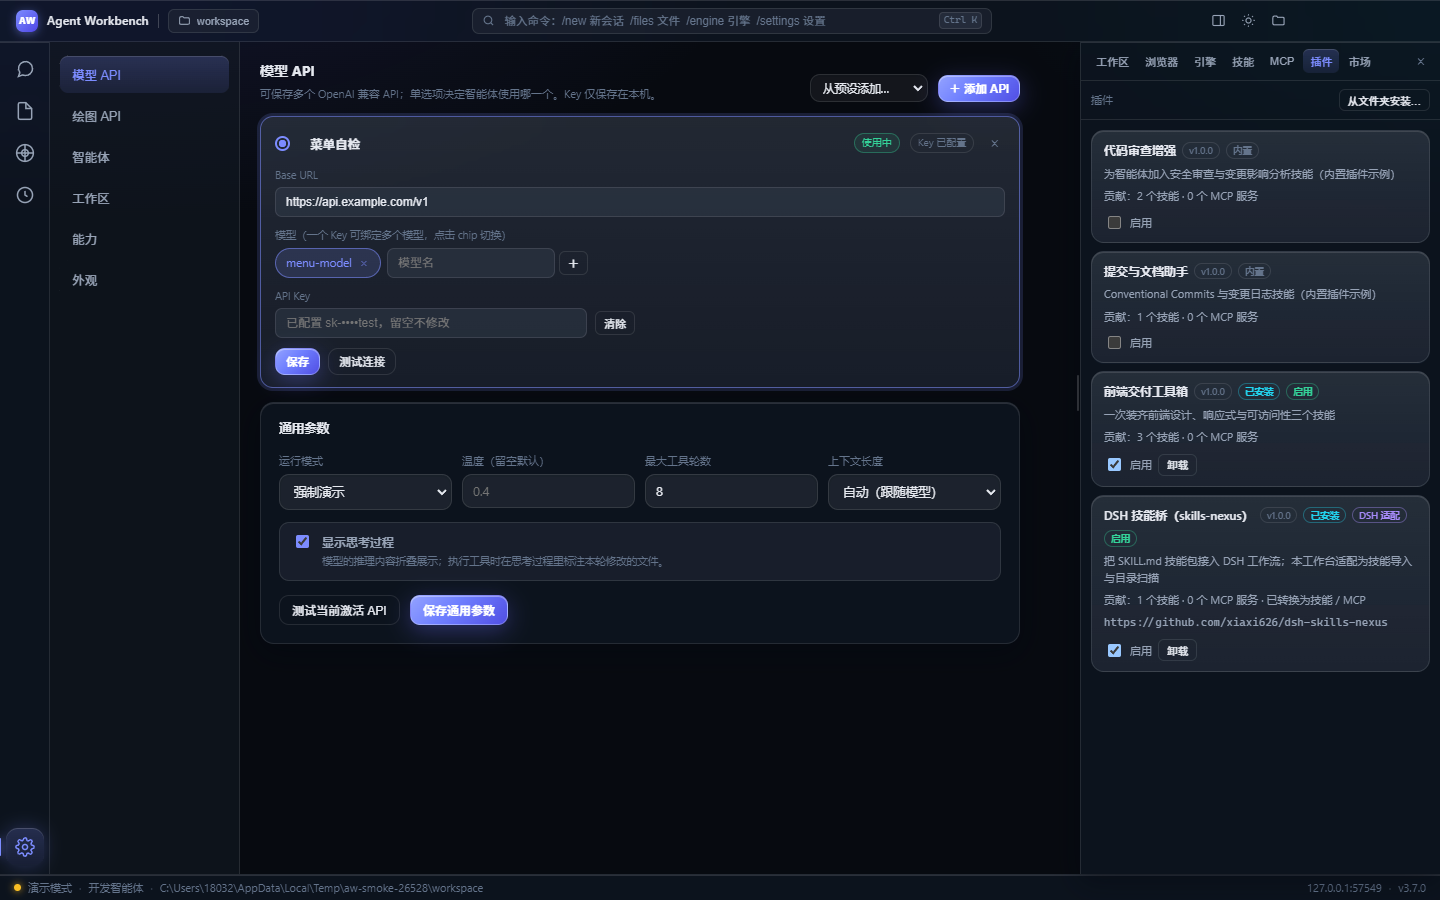 AW Agent Workbench workspace 输入命令：/new 新会话 /files 文件 /engine 引擎 /settings 设置 Ctrl K
模型 API
绘图 API
智能体
工作区
能力
外观
模型 API
可保存多个 OpenAI 兼容 API；单选项决定智能体使用哪一个。Key 仅保存在本机。
从预设添加... + 添加 API
菜单自检 使用中 Key 已配置 ×
Base URL
https://api.example.com/v1
模型（一个 Key 可绑定多个模型，点击 chip 切换）
menu-model × 模型名 +
API Key
已配置 sk-••••test，留空不修改 清除
保存 测试连接
通用参数
运行模式 温度（留空默认） 最大工具轮数 上下文长度
强制演示 0.4 8 自动（跟随模型）
显示思考过程
模型的推理内容折叠展示；执行工具时在思考过程里标注本轮修改的文件。
测试当前激活 API 保存通用参数
工作区 浏览器 引擎 技能 MCP 插件 市场 ×
插件 从文件夹安装...
代码审查增强 v1.0.0 内置
为智能体加入安全审查与变更影响分析技能（内置插件示例）
贡献：2 个技能 · 0 个 MCP 服务
启用
提交与文档助手 v1.0.0 内置
Conventional Commits 与变更日志技能（内置插件示例）
贡献：1 个技能 · 0 个 MCP 服务
启用
前端交付工具箱 v1.0.0 已安装 启用
一次装齐前端设计、响应式与可访问性三个技能
贡献：3 个技能 · 0 个 MCP 服务
启用 卸载
DSH 技能桥（skills-nexus） v1.0.0 已安装 DSH 适配
启用
把 SKILL.md 技能包接入 DSH 工作流；本工作台适配为技能导入
与目录扫描
贡献：1 个技能 · 0 个 MCP 服务 · 已转换为技能 / MCP
https://github.com/xiaxi626/dsh-skills-nexus
启用 卸载
演示模式 · 开发智能体 · C:\Users\18032\AppData\Local\Temp\aw-smoke-26528\workspace 127.0.0.1:57549 · v3.7.0